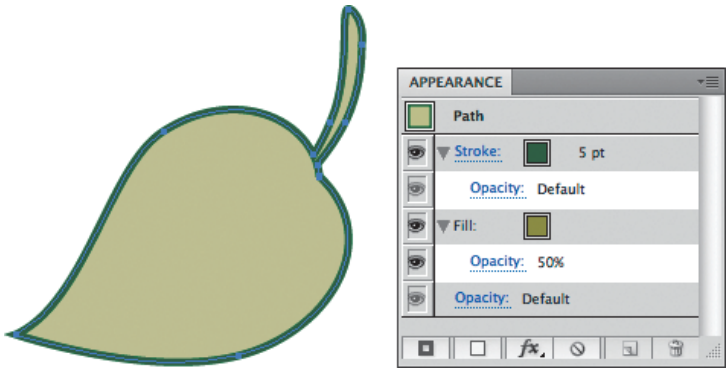 APPEARANCE
Path
Stroke: 5 pt
Opacity: Default
Fill:
Opacity: 50%
Opacity: Default
fx